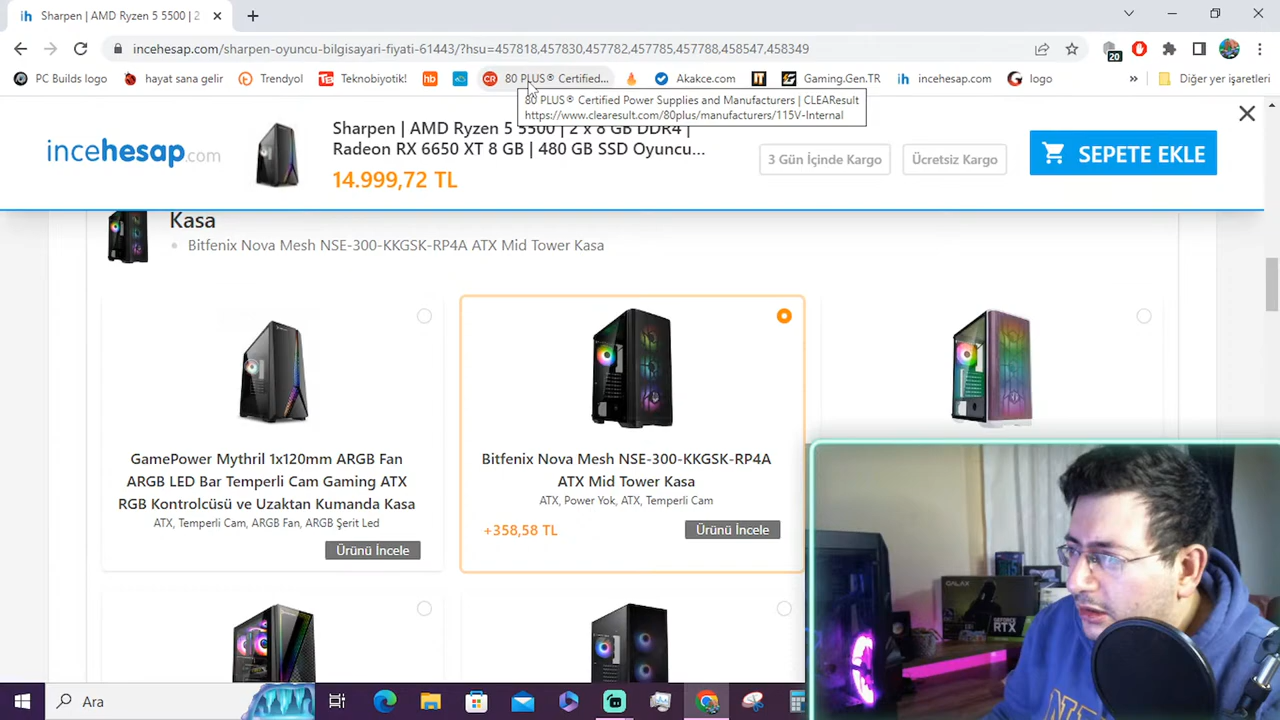 Sharpen | AMD Ryzen 5 5500 | 2
incehesap.com/sharpen-oyuncu-bilgisayari-fiyati-61443/?hsu=457818,457830,457782,457785,457788,458547,458349
20
PC Builds logo
hayat sana gelir
Trendyol
Teknobiyotik!
hb
CR 80 PLUS® Certified...
Akakce.com
IT
Gaming.Gen.TR
ih incehesap.com
logo
»
Diğer yer işaretleri
80 PLUS® Certified Power Supplies and Manufacturers | CLEAResult
https://www.clearesult.com/80plus/manufacturers/115V-Internal
incehesap.com
Sharpen | AMD Ryzen 5 5500 | 2 x 8 GB DDR4 |
Radeon RX 6650 XT 8 GB | 480 GB SSD Oyuncu...
14.999,72 TL
3 Gün İçinde Kargo
Ücretsiz Kargo
SEPETE EKLE
Kasa
Bitfenix Nova Mesh NSE-300-KKGSK-RP4A ATX Mid Tower Kasa
GamePower Mythril 1x120mm ARGB Fan
ARGB LED Bar Temperli Cam Gaming ATX
RGB Kontrolcüsü ve Uzaktan Kumanda Kasa
ATX, Temperli Cam, ARGB Fan, ARGB Şerit Led
Ürünü İncele
Bitfenix Nova Mesh NSE-300-KKGSK-RP4A
ATX Mid Tower Kasa
ATX, Power Yok, ATX, Temperli Cam
+358,58 TL
Ürünü İncele
GALAX
GEFORCE
RTX
Ara